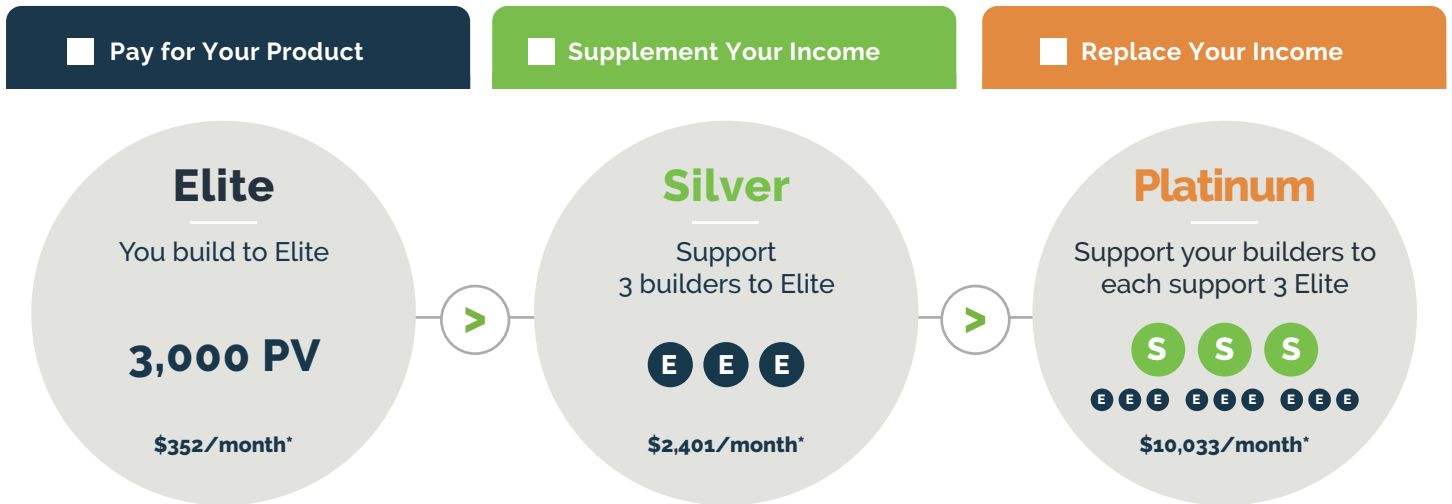 Pay for Your Product
Supplement Your Income
Replace Your Income
Elite
You build to Elite
3,000 PV
$352/month*
>
Silver
Support
3 builders to Elite
E E E
$2,401/month*
>
Platinum
Support your builders to
each support 3 Elite
S S S
E E E E E E E E E
$10,033/month*